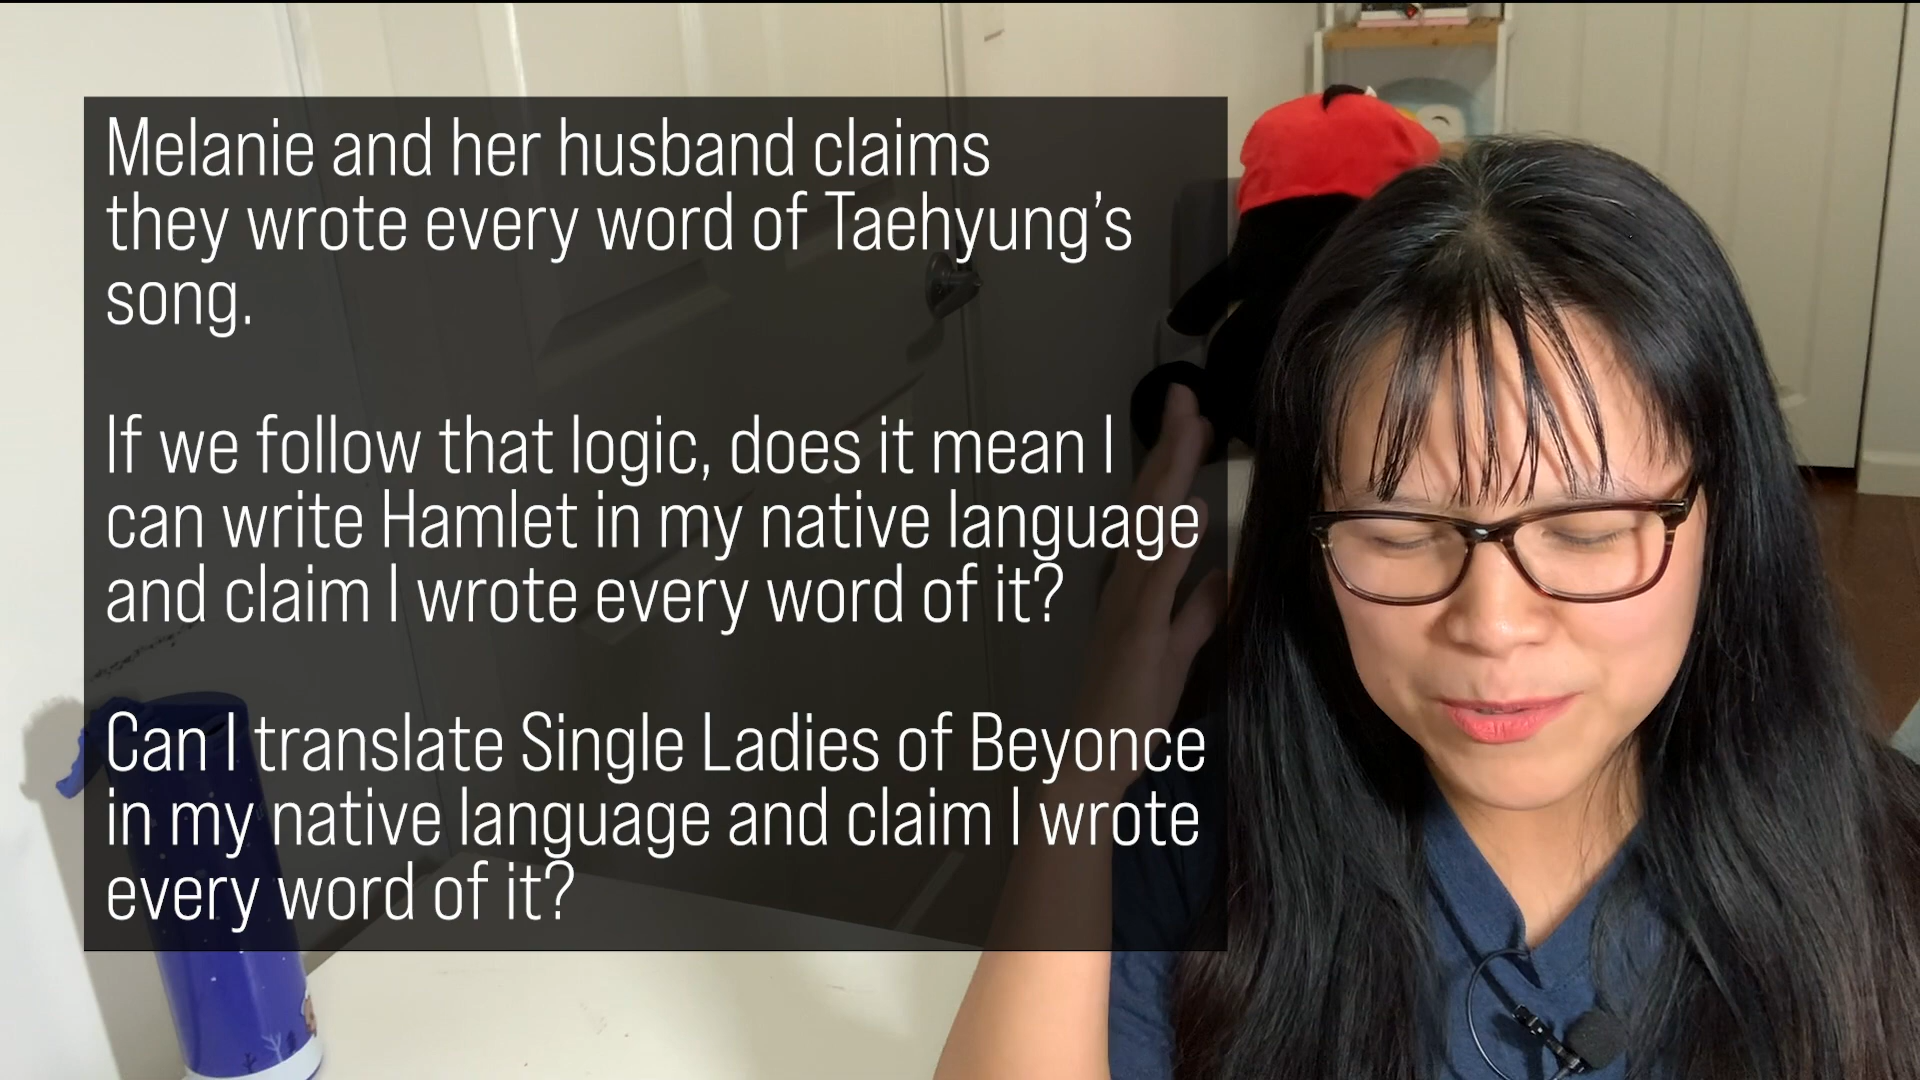 Melanie and her husband claims
they wrote every word of Taehyung's
song.
If we follow that logic, does it mean I
can write Hamlet in my native language
and claim I wrote every word of it?
Can I translate Single Ladies of Beyonce
in my native language and claim I wrote
every word of it?